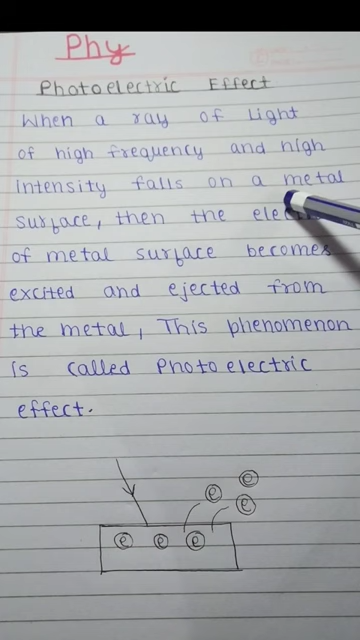 Phy
Photoelectric Effect
When a ray of Light
of high frequency and high
intensity falls on a metal
surface, then the
of metal surface becomes
excited and ejected from
the metal, This phenomenon
is called Photoelectric
effect.
e e
e
e e e